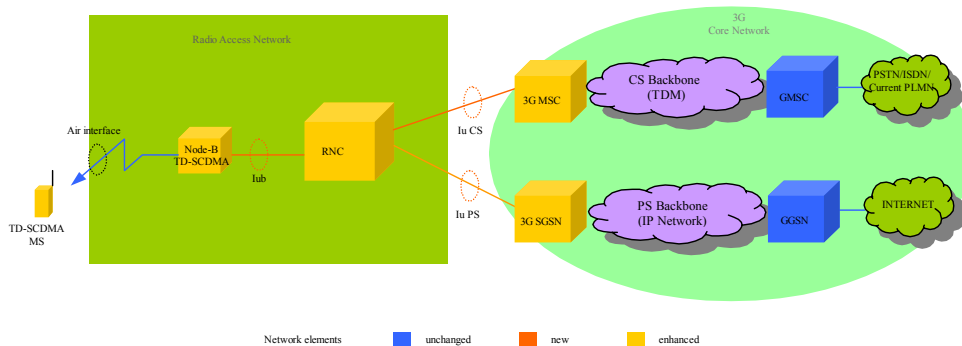 3G
Core Network
Radio Access Network
PSTN/ISDN/
Current PLMN
CS Backbone
(TDM)
3G MSC
GMSC
Iu CS
Air interface
Node-B
TD-SCDMA
RNC
Iub
Iu PS
3G SGSN
PS Backbone
(IP Network)
GGSN
INTERNET
TD-SCDMA
MS
Network elements
unchanged
new
enhanced